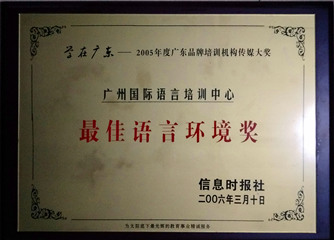 学在广东——2005年度广东品牌培训机构传媒大奖
广州国际语言培训中心
最佳语言环境奖
信息时报社
二00六年三月十日